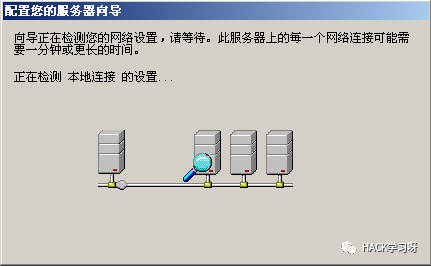 配置您的服务器向导
向导正在检测您的网络设置，请等待。此服务器上的每一个网络连接可能需
要一分钟或更长的时间。
正在检测 本地连接 的设置...
HACK学习呀